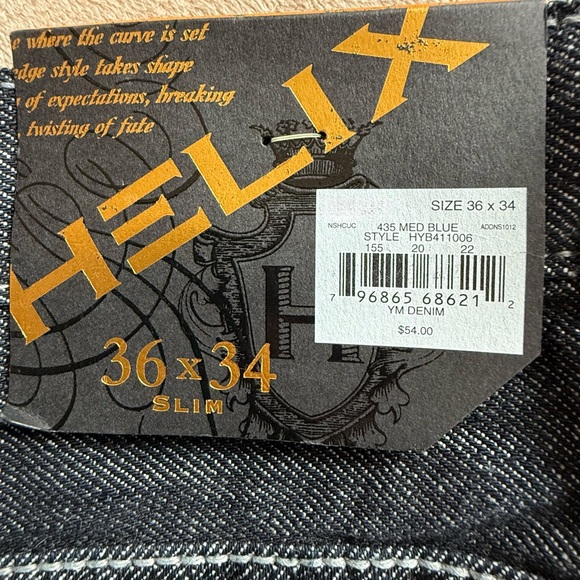 e where the curve is set
edge style takes shape
of expectations, breaking
twisting of fate
HELIX
SIZE 36 x 34
NSHCUC 435 MED BLUE ADDNS1012
STYLE HYB411006
155 20 22
7 96865 68621 2
YM DENIM
$54.00
36 x 34
SLIM
H